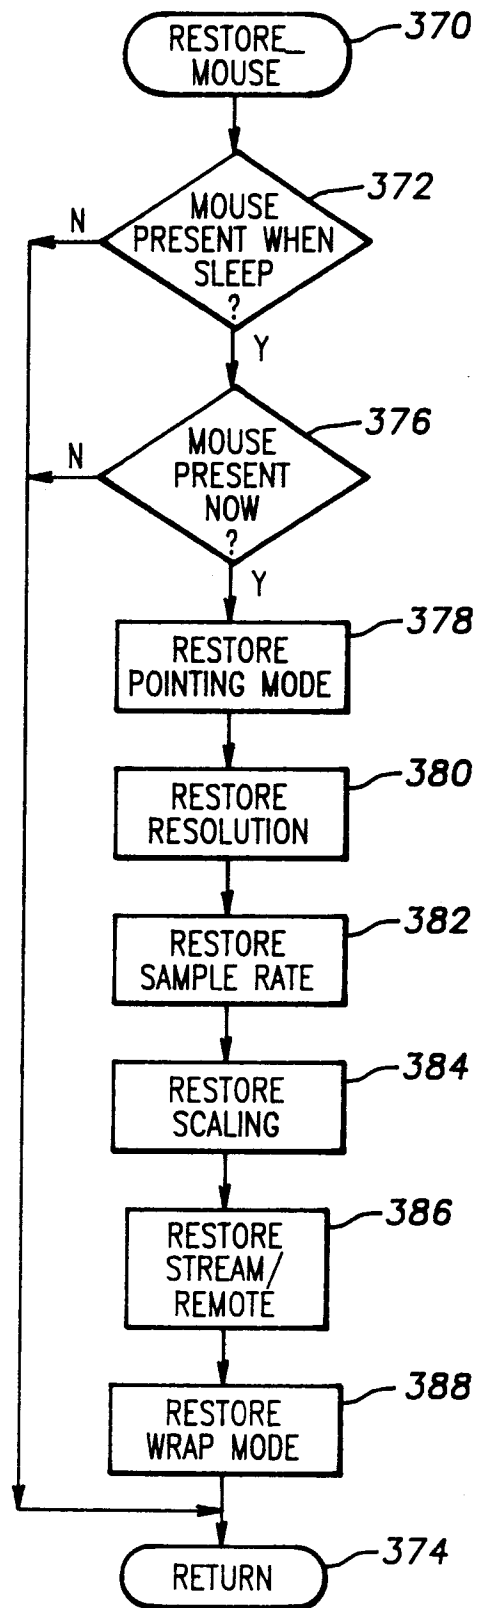 RESTORE_
MOUSE
370
MOUSE
PRESENT WHEN
SLEEP
?
372
N
Y
MOUSE
PRESENT
NOW
?
376
N
Y
RESTORE
POINTING MODE
378
RESTORE
RESOLUTION
380
RESTORE
SAMPLE RATE
382
RESTORE
SCALING
384
RESTORE
STREAM/
REMOTE
386
RESTORE
WRAP MODE
388
RETURN
374